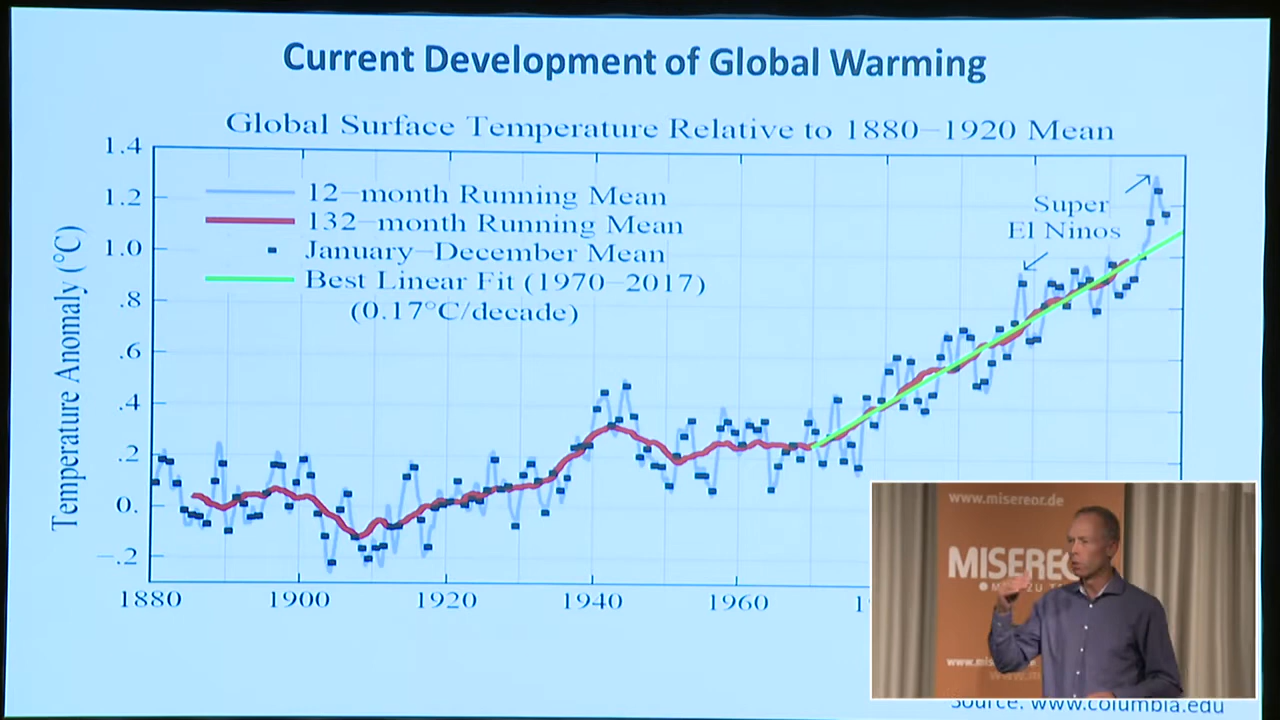 Current Development of Global Warming
Global Surface Temperature Relative to 1880–1920 Mean
Temperature Anomaly (°C)
1.4
1.2
1.0
.8
.6
.4
.2
0.
−.2
12−month Running Mean
132−month Running Mean
January−December Mean
Best Linear Fit (1970−2017)
(0.17°C/decade)
Super
El Ninos
1880
1900
1920
1940
1960
www.misereor.de
MISEREO
Source: www.columbia.edu